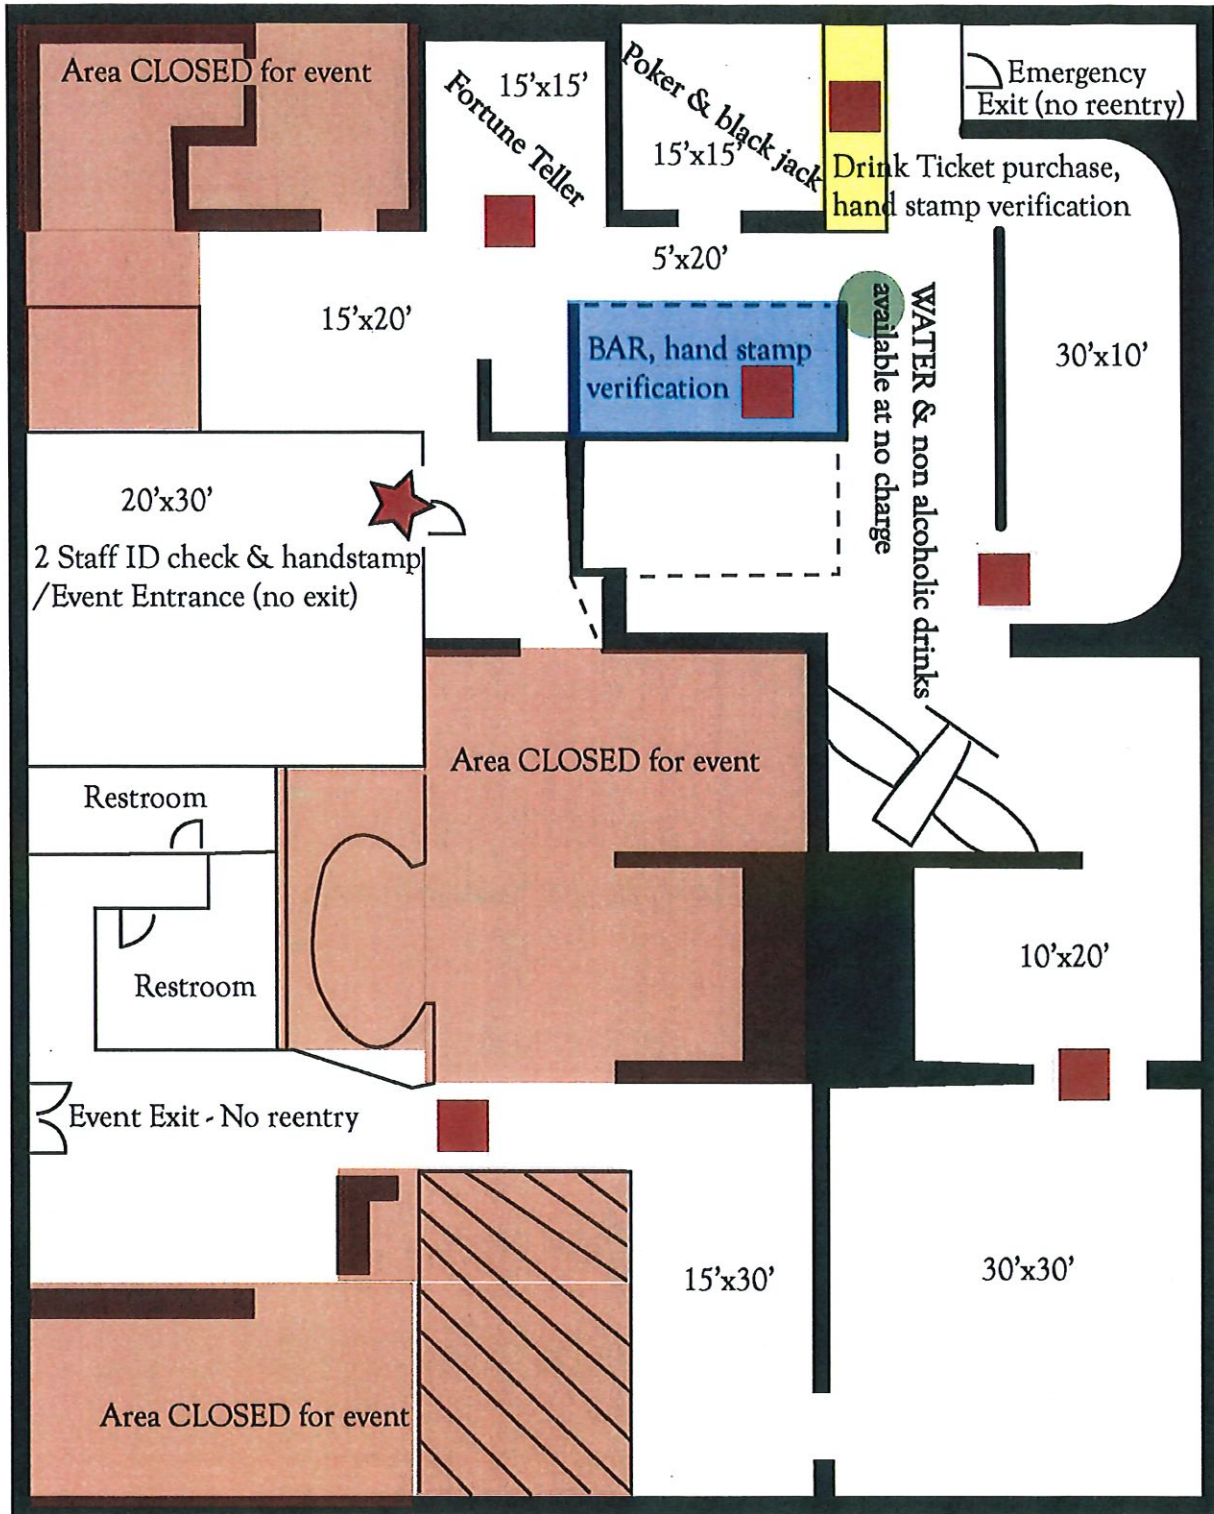 Area CLOSED for event
Fortune Teller
15'x15'
Poker & black jack
15'x15'
Emergency
Exit (no reentry)
Drink Ticket purchase,
hand stamp verification
5'x20'
15'x20'
BAR, hand stamp
verification
WATER & non alcoholic drinks
available at no charge
30'x10'
20'x30'
2 Staff ID check & handstamp
/Event Entrance (no exit)
Area CLOSED for event
Restroom
Restroom
10'x20'
Event Exit - No reentry
15'x30'
30'x30'
Area CLOSED for event